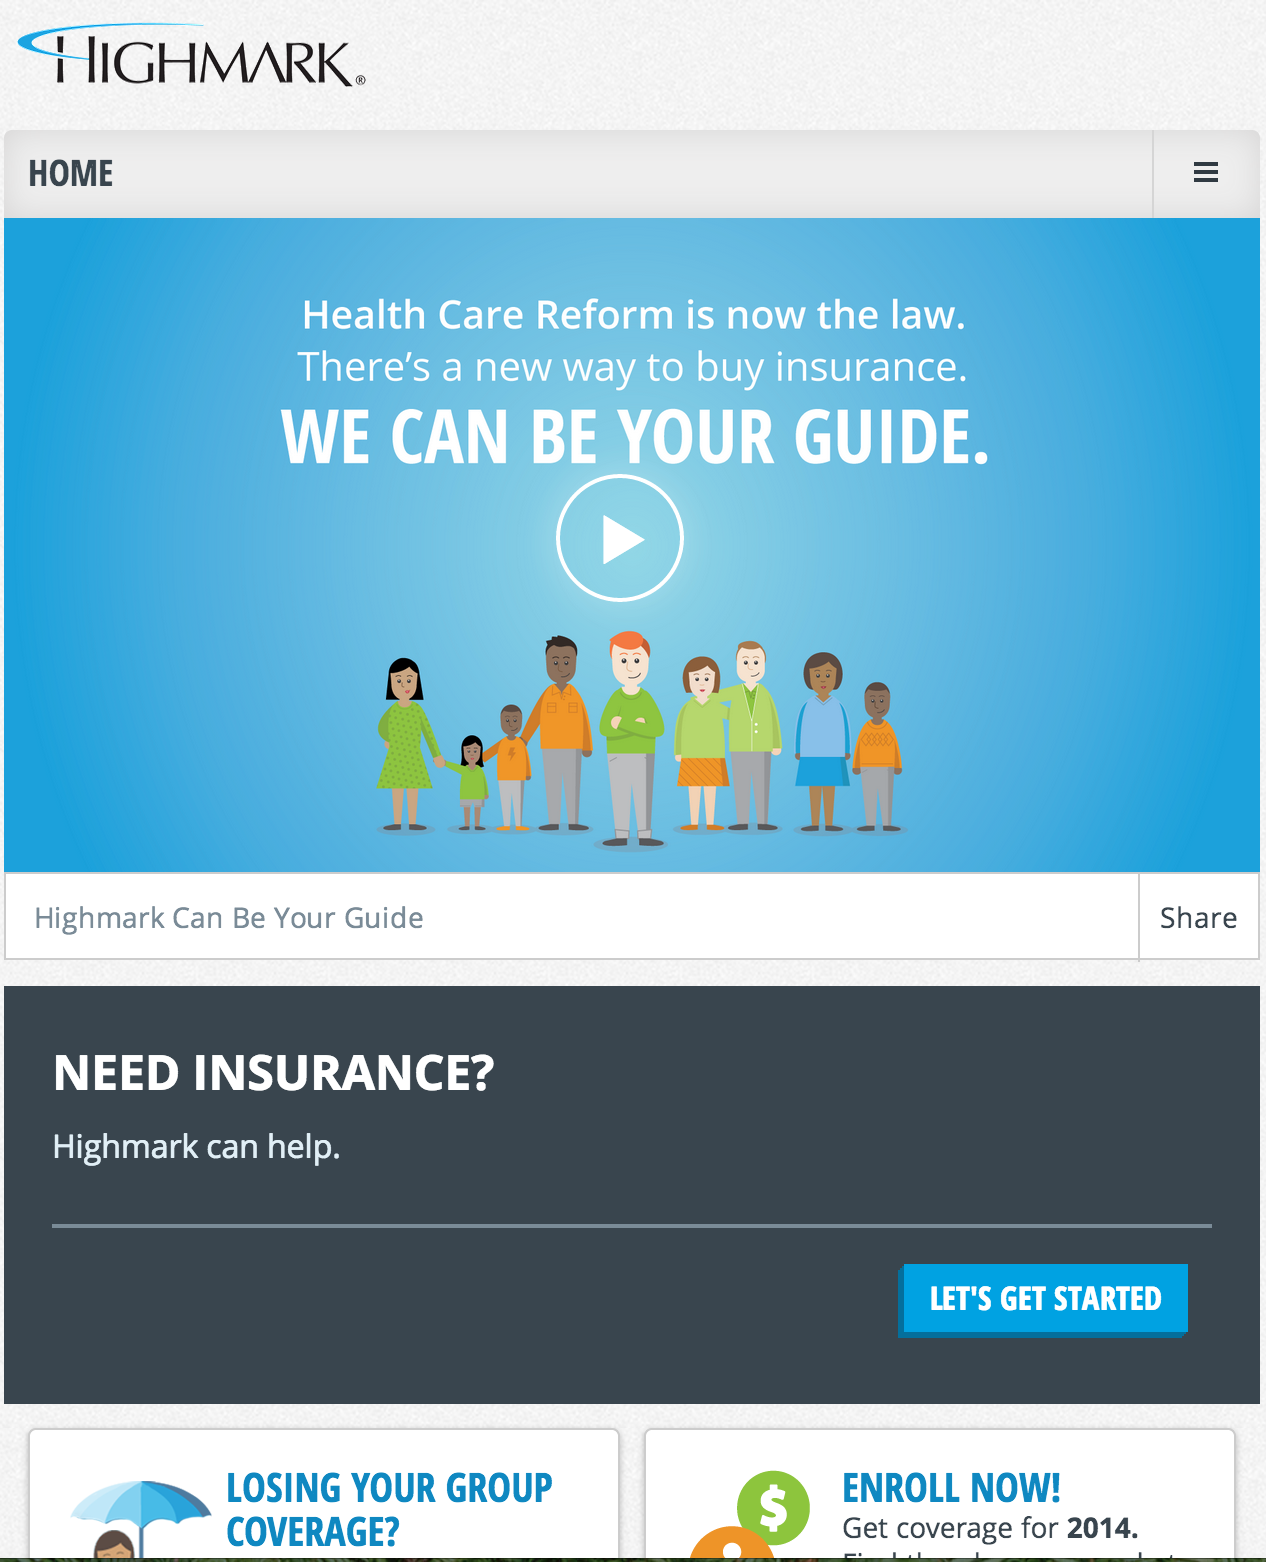 HIGHMARK®
HOME
Health Care Reform is now the law.
There's a new way to buy insurance.
WE CAN BE YOUR GUIDE.
Highmark Can Be Your Guide
Share
NEED INSURANCE?
Highmark can help.
LET'S GET STARTED
LOSING YOUR GROUP
COVERAGE?
$
ENROLL NOW!
Get coverage for 2014.